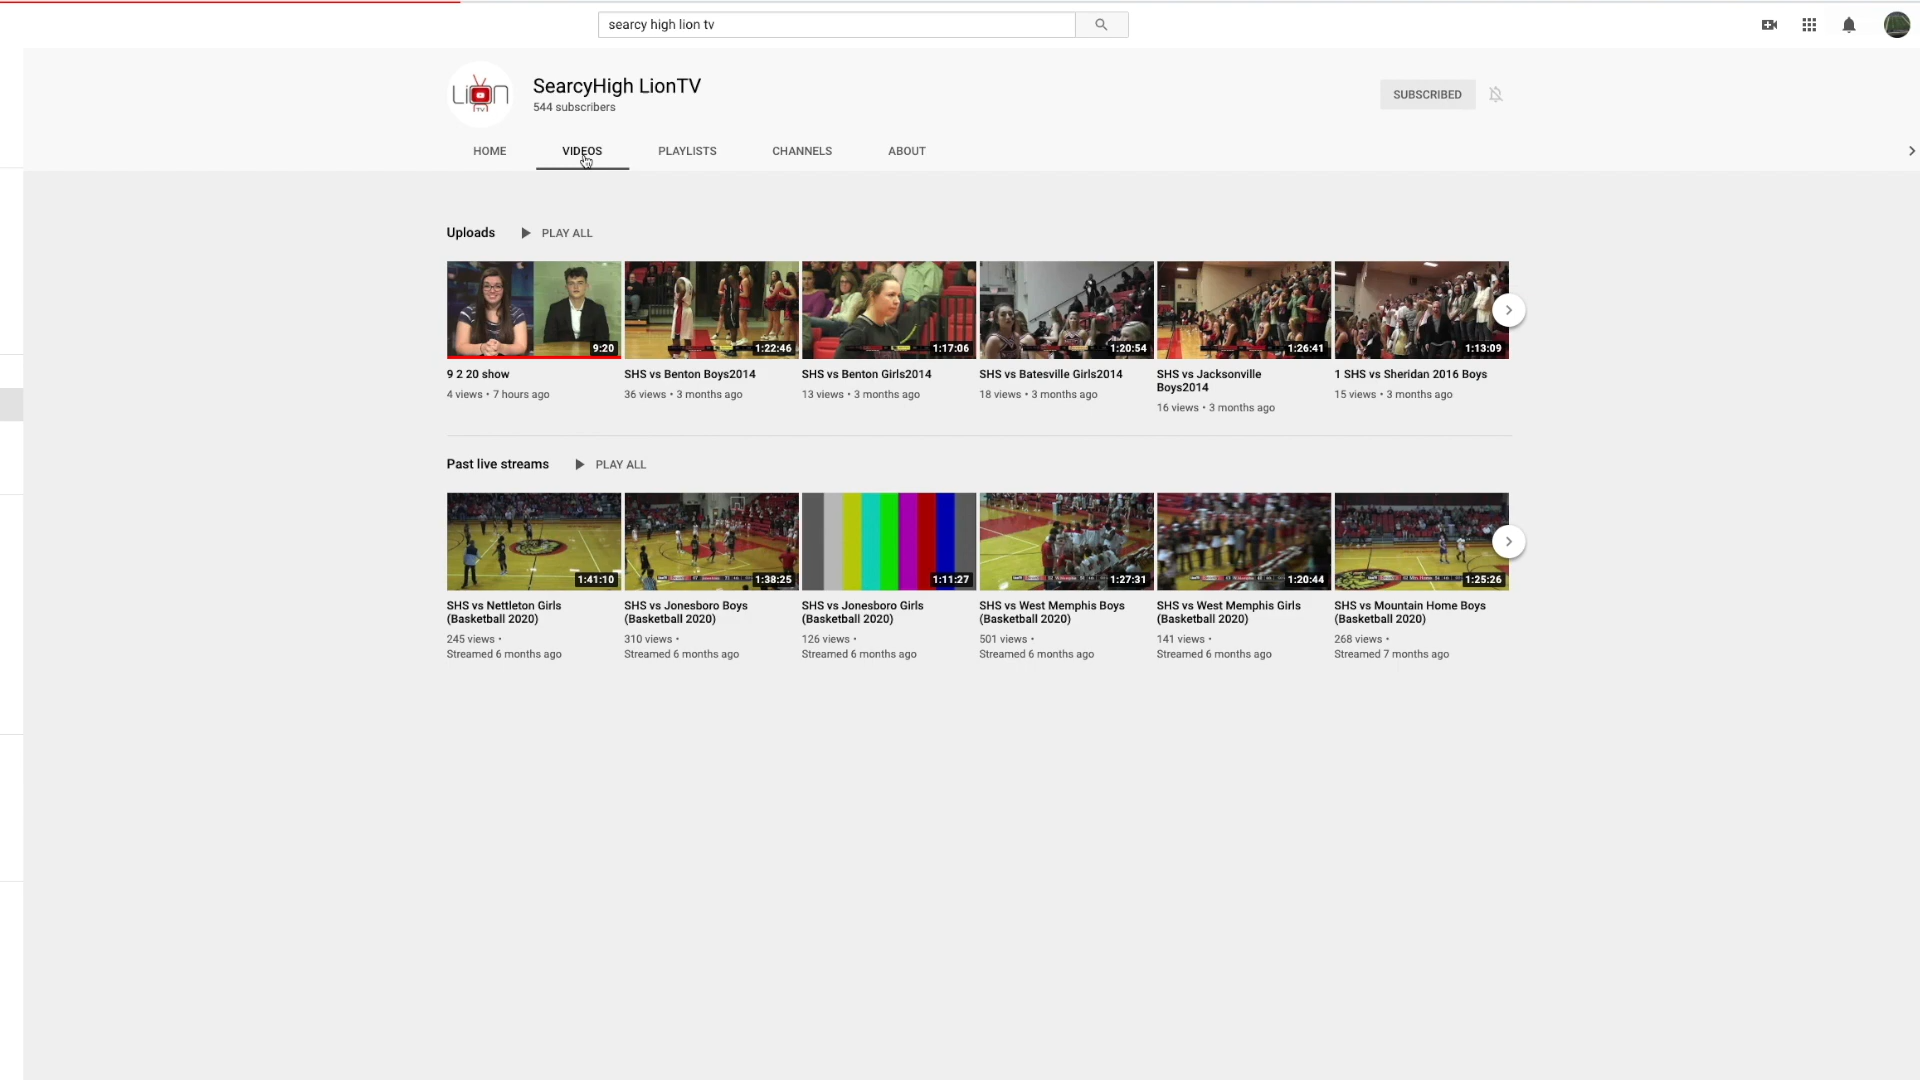 searcy high lion tv
LION
TV
SearcyHigh LionTV
544 subscribers
SUBSCRIBED
HOME
VIDEOS
PLAYLISTS
CHANNELS
ABOUT
Uploads
PLAY ALL
9:20
1:22:46
1:17:06
1:20:54
1:26:41
1:13:09
9 2 20 show
4 views • 7 hours ago
SHS vs Benton Boys2014
36 views • 3 months ago
SHS vs Benton Girls2014
13 views • 3 months ago
SHS vs Batesville Girls2014
18 views • 3 months ago
SHS vs Jacksonville
Boys2014
16 views • 3 months ago
1 SHS vs Sheridan 2016 Boys
15 views • 3 months ago
Past live streams
PLAY ALL
1:41:10
1:38:25
1:11:27
1:27:31
1:20:44
1:25:26
SHS vs Nettleton Girls
(Basketball 2020)
245 views •
Streamed 6 months ago
SHS vs Jonesboro Boys
(Basketball 2020)
310 views •
Streamed 6 months ago
SHS vs Jonesboro Girls
(Basketball 2020)
126 views •
Streamed 6 months ago
SHS vs West Memphis Boys
(Basketball 2020)
501 views •
Streamed 6 months ago
SHS vs West Memphis Girls
(Basketball 2020)
141 views •
Streamed 6 months ago
SHS vs Mountain Home Boys
(Basketball 2020)
268 views •
Streamed 7 months ago